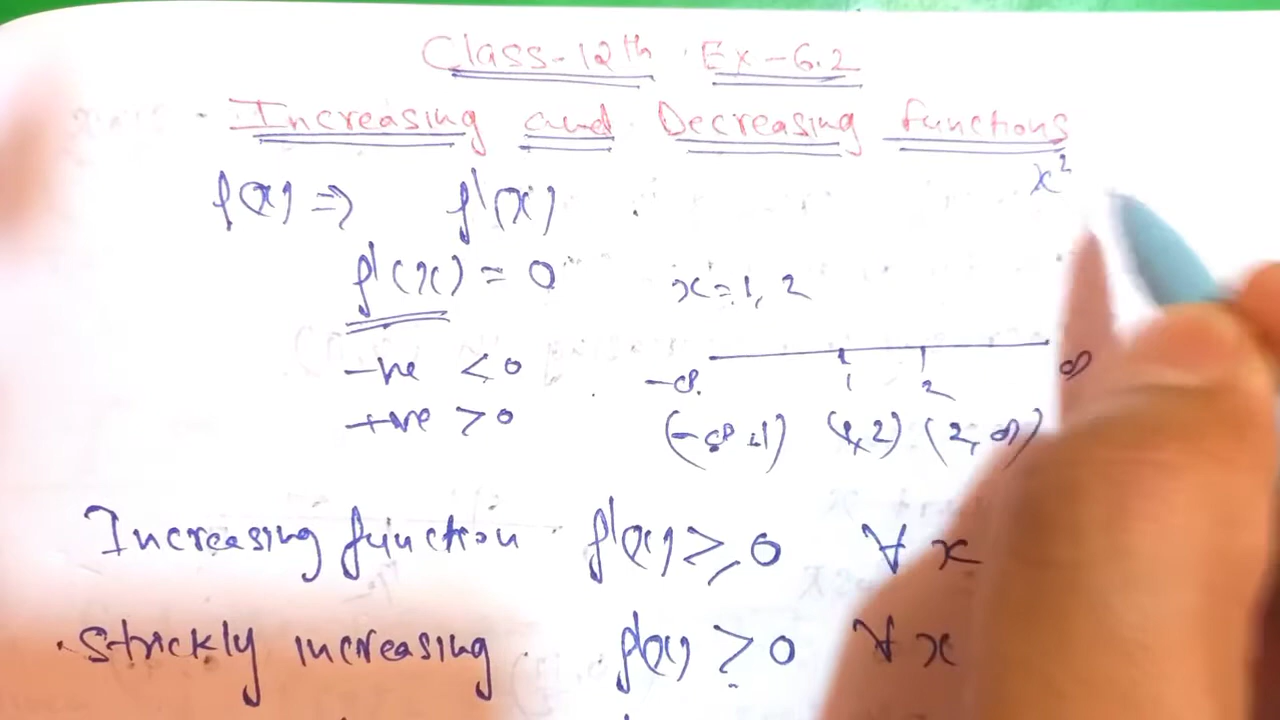 Class-12th Ex-6.2
Increasing and Decreasing functions
x²
f(x) ⇒ f'(x)
f'(x) = 0 x=1, 2
-ve < 0
-∞ 1 2 ∞
+ve > 0
(-∞, 1) (1,2) (2, ∞)
Increasing function f'(x) ≥ 0 ∀ x
Strickly increasing f'(x) > 0 ∀ x